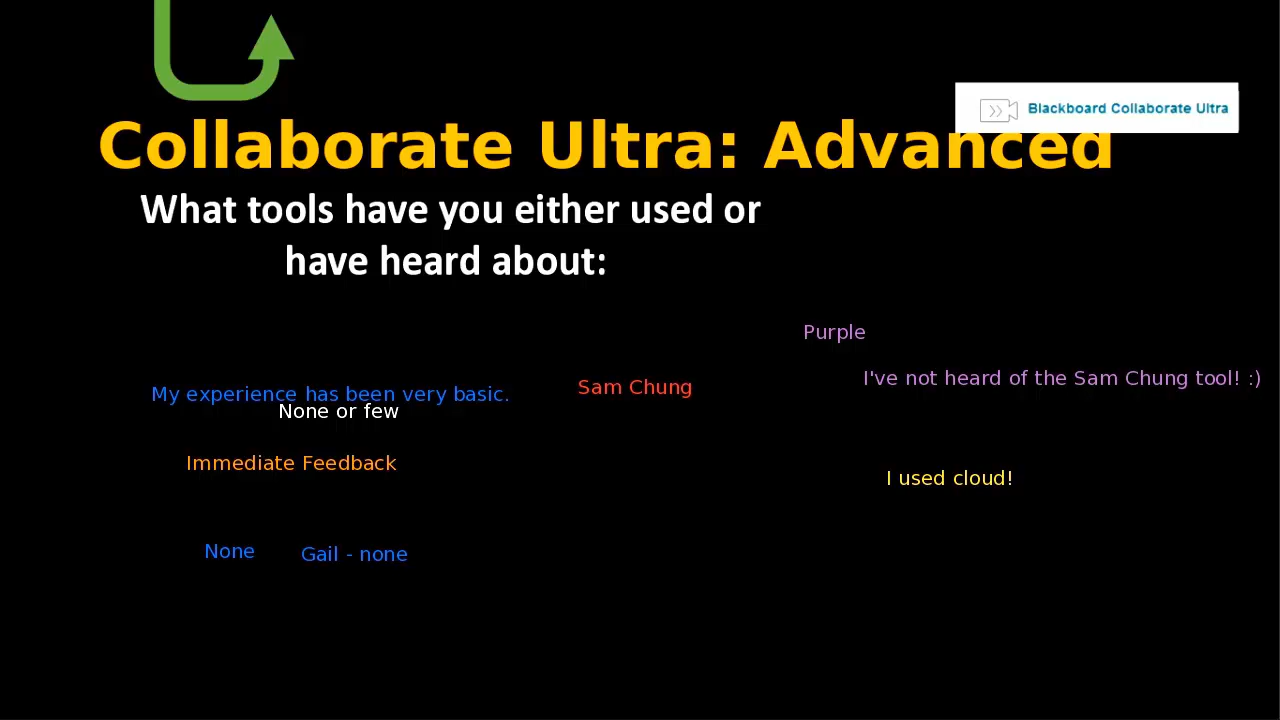 Blackboard Collaborate Ultra
Collaborate Ultra: Advanced
What tools have you either used or
have heard about:
Purple
I've not heard of the Sam Chung tool! :)
Sam Chung
My experience has been very basic.
None or few
Immediate Feedback
I used cloud!
None
Gail - none